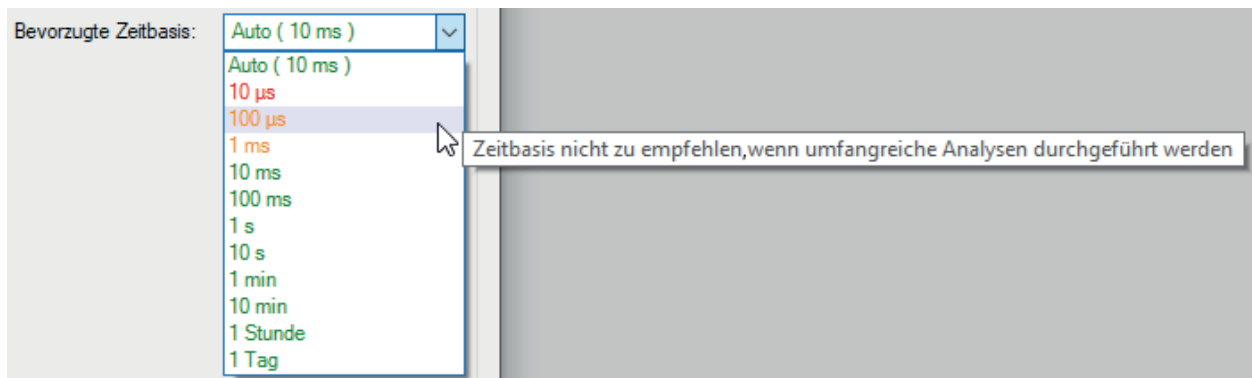 Bevorzugte Zeitbasis: Auto ( 10 ms )
Auto ( 10 ms )
10 µs
100 µs
1 ms
Zeitbasis nicht zu empfehlen,wenn umfangreiche Analysen durchgeführt werden
10 ms
100 ms
1 s
10 s
1 min
10 min
1 Stunde
1 Tag